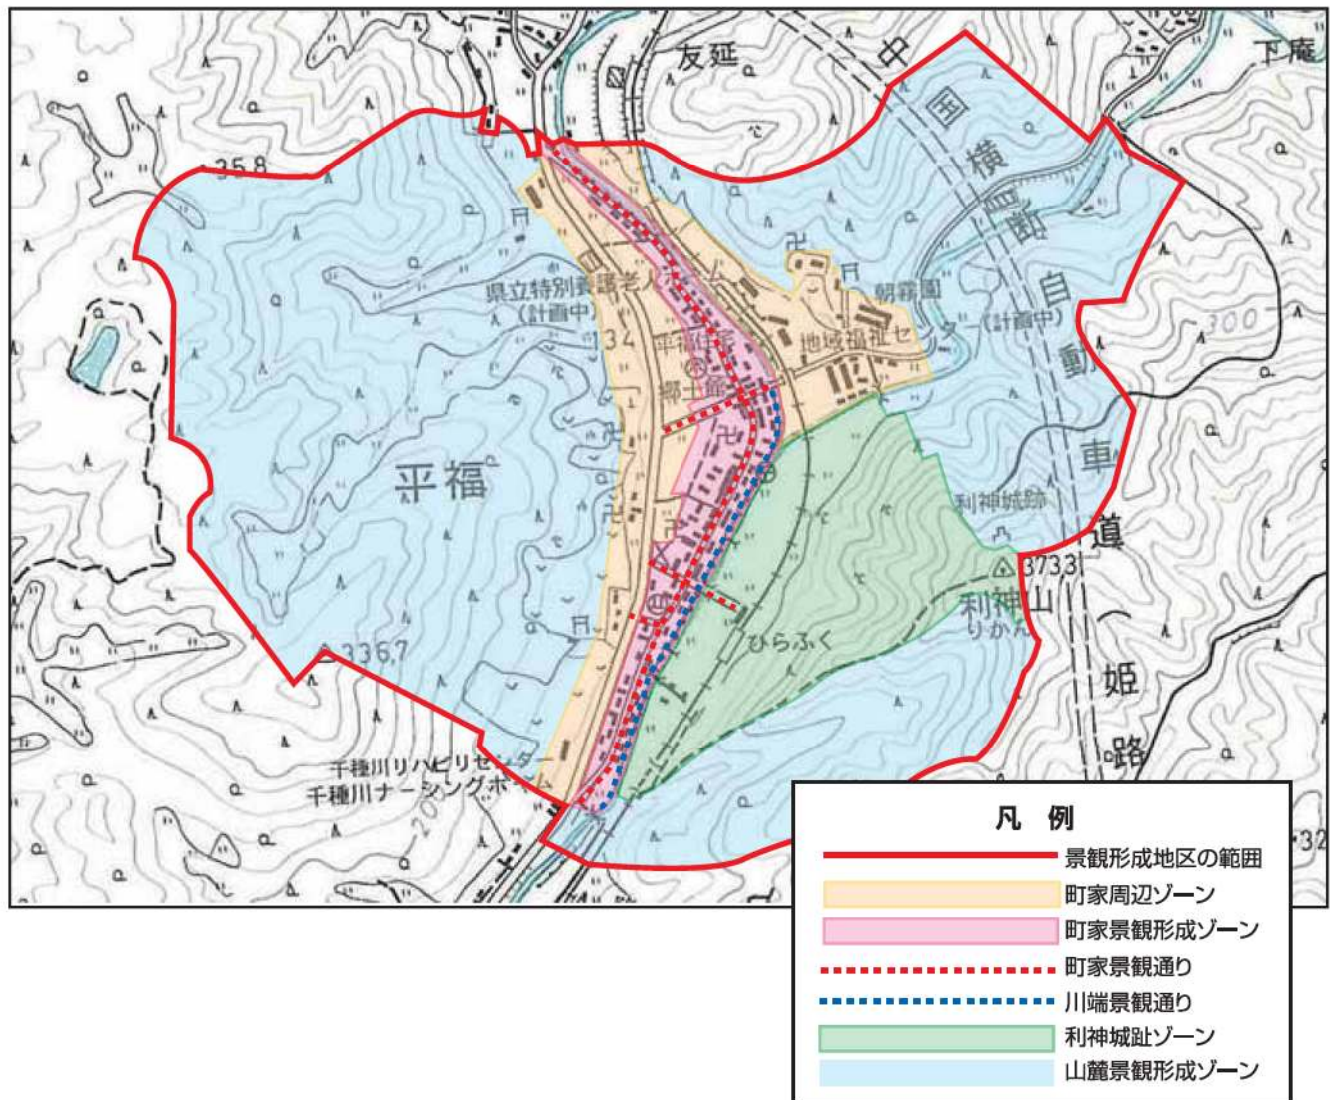 友延
下庵
中
国
横
自
動
車
道
(
姫
路
35.8
県立特別養護老人ホーム
(計画中)
34
郷土館
朝霧園
地域福祉セ
ター(計画中)
300
平福
利神城跡
373.3
利神山
りかん
ひらふく
336.7
千種川リハビリセンター
千種川ナーシングホ
200
32
凡 例
景観形成地区の範囲
町家周辺ゾーン
町家景観形成ゾーン
町家景観通り
川端景観通り
利神城趾ゾーン
山麓景観形成ゾーン